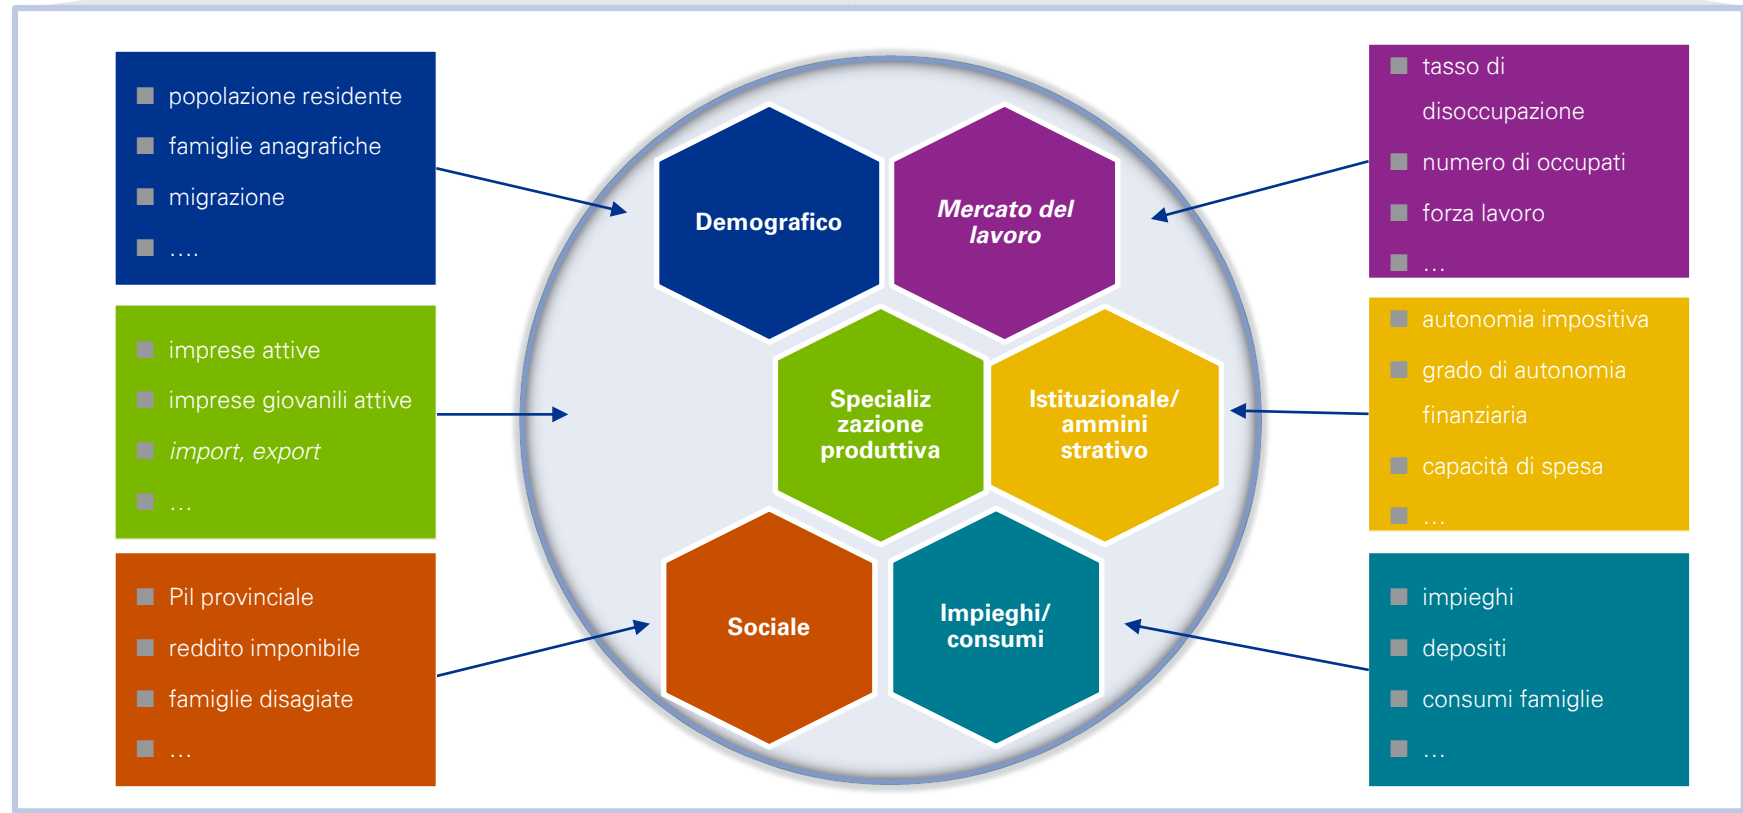 popolazione residente
famiglie anagrafiche
migrazione
….
imprese attive
imprese giovanili attive
import, export
…
Pil provinciale
reddito imponibile
famiglie disagiate
…
Demografico
Mercato del
lavoro
Specializ
zazione
produttiva
Istituzionale/
ammini
strativo
Sociale
Impieghi/
consumi
tasso di
disoccupazione
numero di occupati
forza lavoro
…
autonomia impositiva
grado di autonomia
finanziaria
capacità di spesa
…
impieghi
depositi
consumi famiglie
…